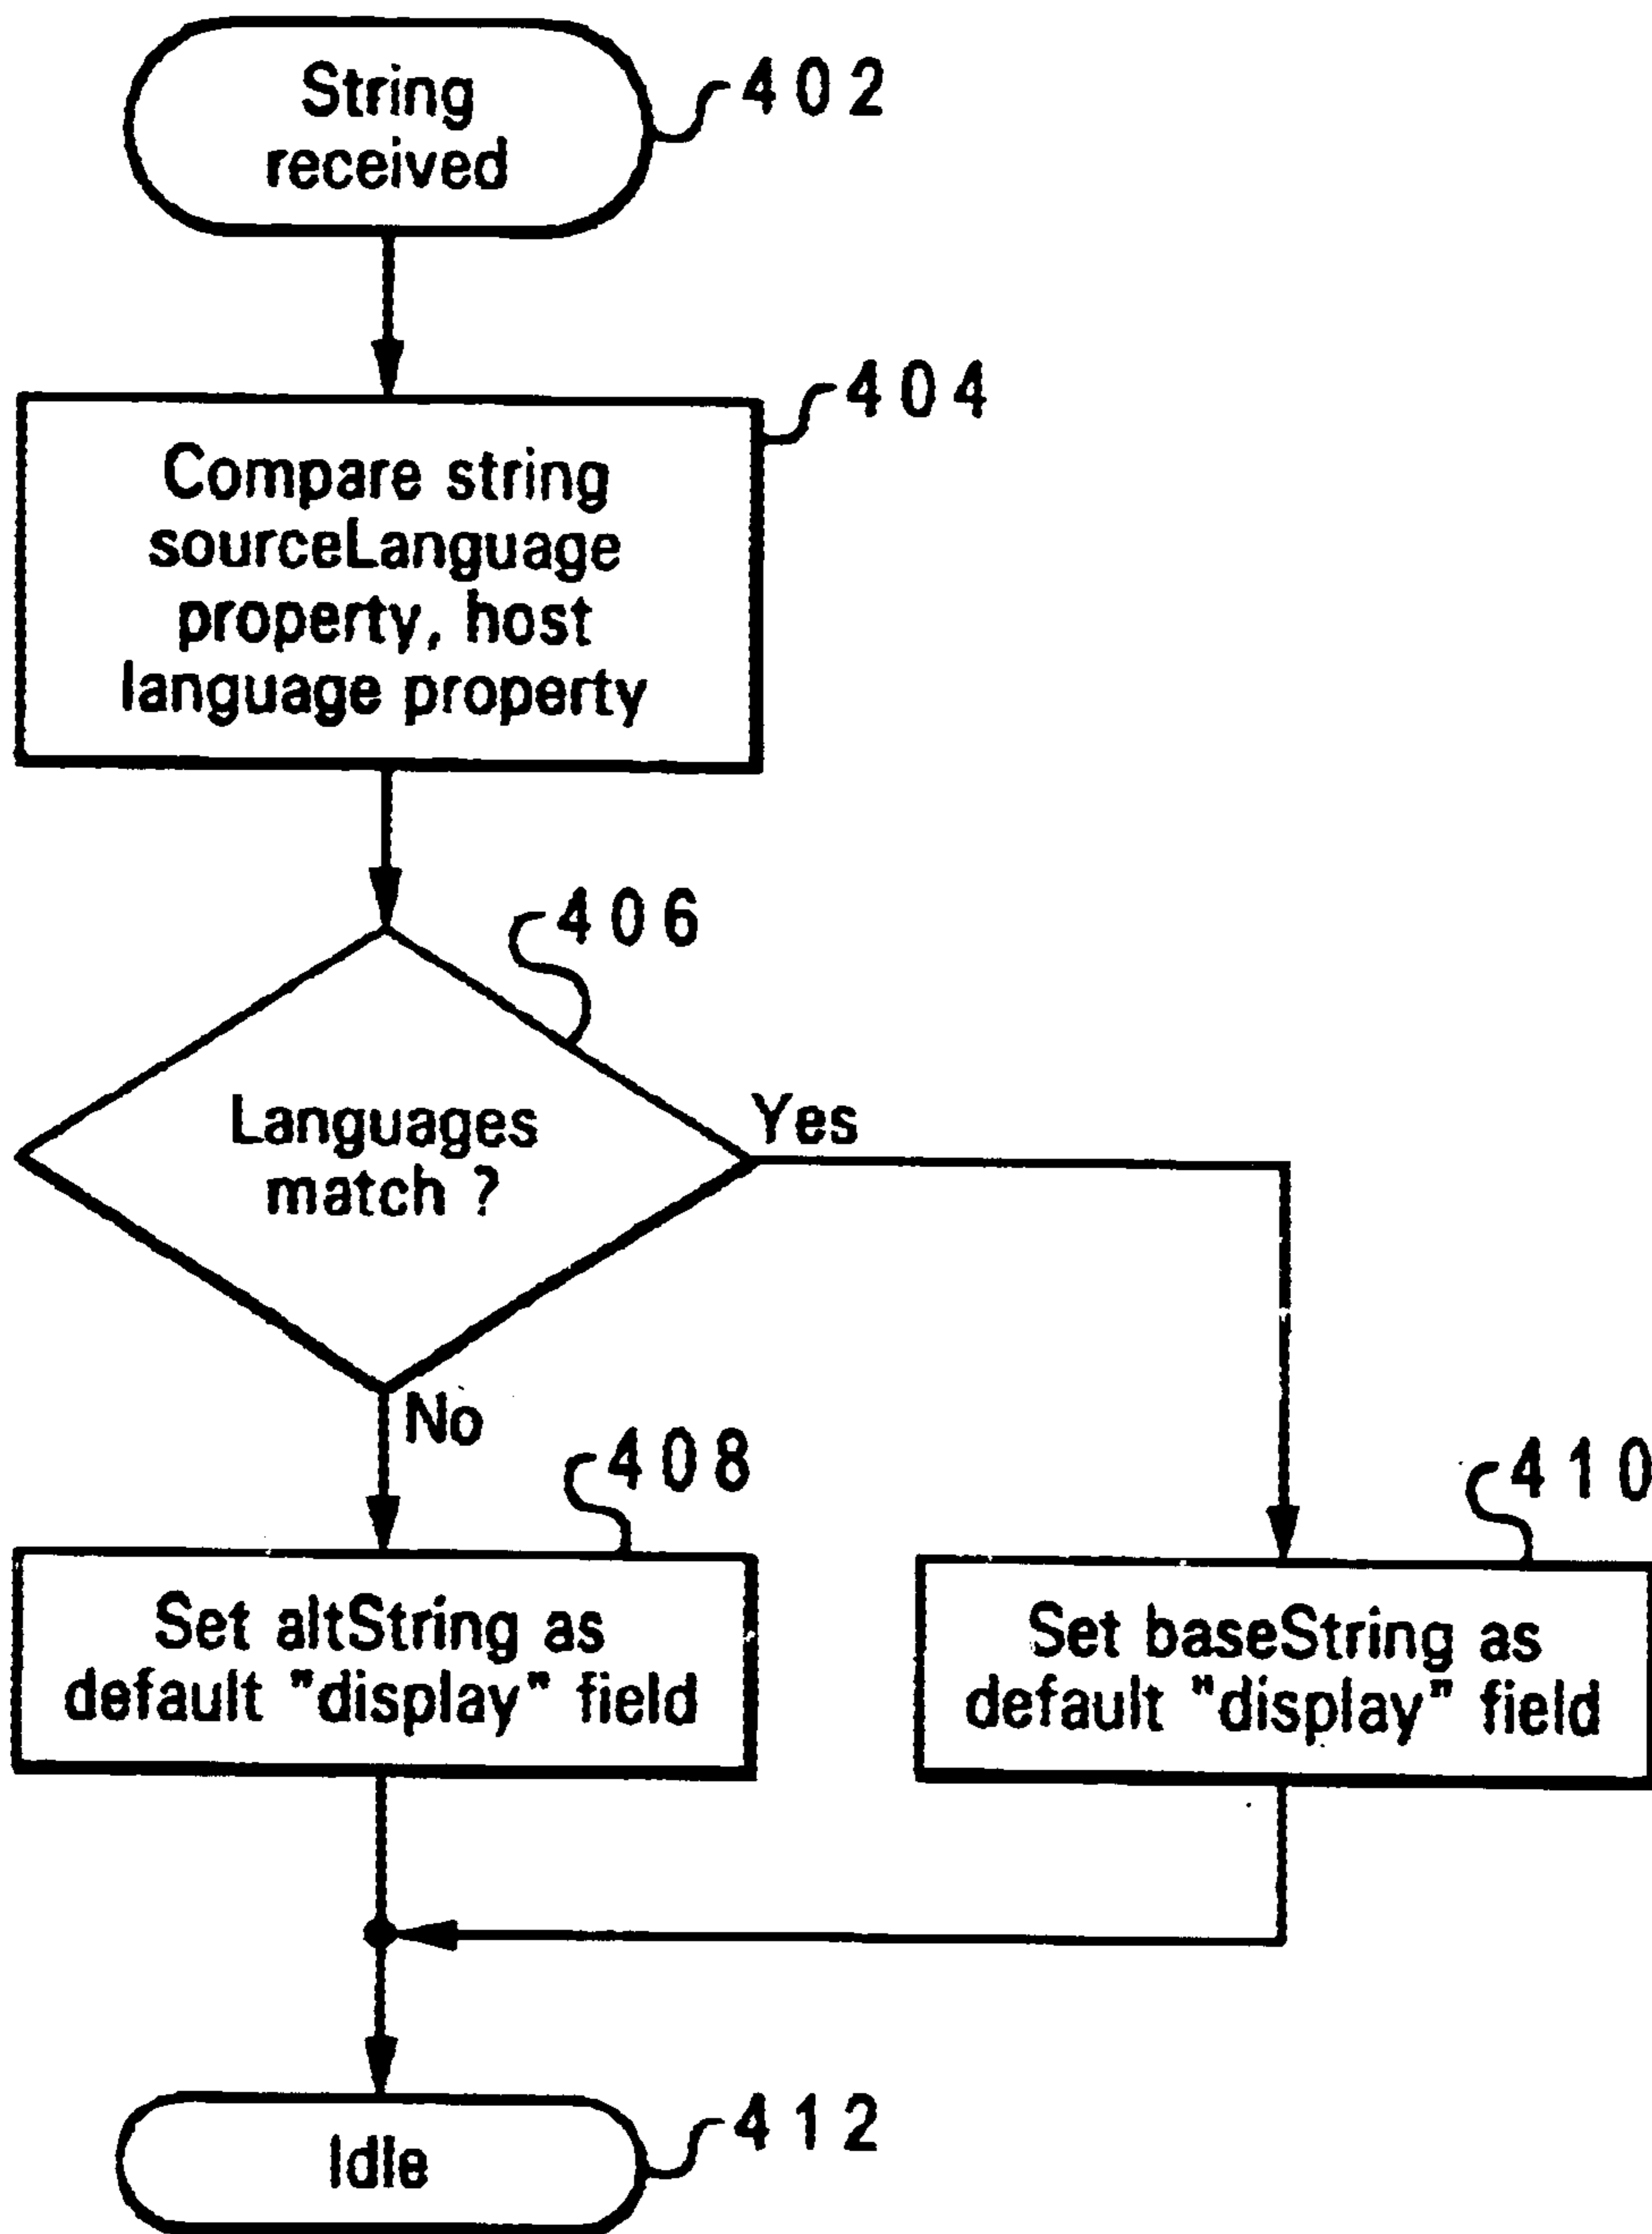 String
received
402
404
Compare string
sourceLanguage
property, host
language property
406
Languages
match ?
Yes
No
408
410
Set altString as
default "display" field
Set baseString as
default "display" field
Idle
412